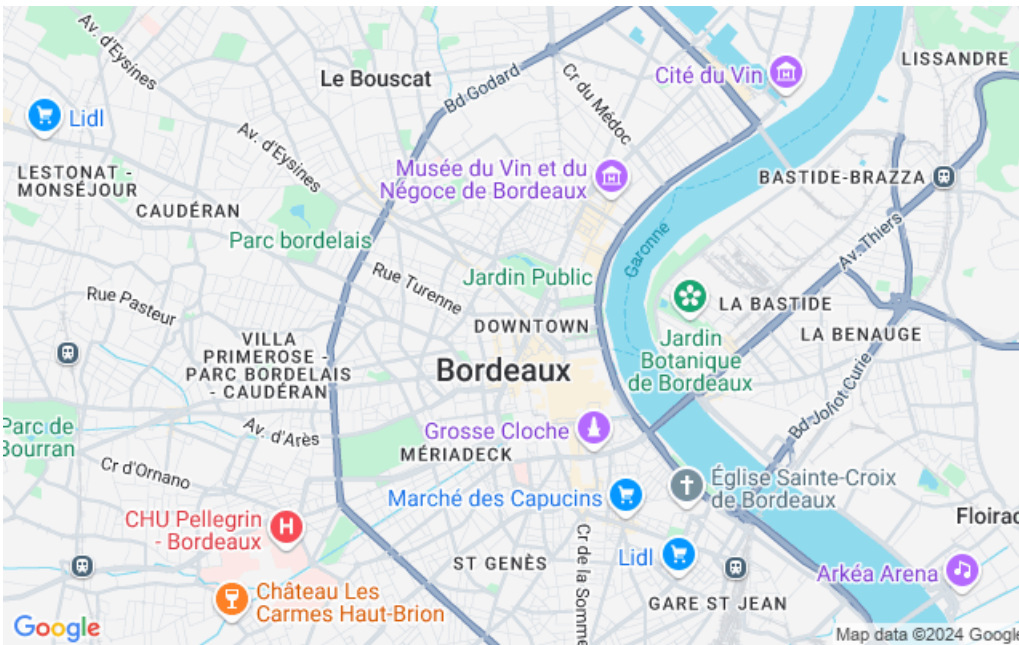 Av. d'Eysines
Le Bouscat
Bd Godard
Cr du Médoc
Cité du Vin
LISSANDRE
Lidl
Av. d'Eysines
LESTONAT -
MONSÉJOUR
Musée du Vin et du
Négoce de Bordeaux
BASTIDE-BRAZZA
CAUDÉRAN
Parc bordelais
Garonne
Av. Thiers
Rue Turenne
Jardin Public
Rue Pasteur
LA BASTIDE
DOWNTOWN
LA BENAUGE
VILLA
PRIMEROSE -
PARC BORDELAIS
- CAUDÉRAN
Jardin
Botanique
de Bordeaux
Bordeaux
Bd Joliot Curie
Parc de
Bourran
Av. d'Arès
Grosse Cloche
MÉRIADECK
Cr d'Ornano
Marché des Capucins
Église Sainte-Croix
de Bordeaux
CHU Pellegrin
- Bordeaux
Floirac
Cr de la Somme
ST GENÈS
Lidl
Arkéa Arena
Château Les
Carmes Haut-Brion
GARE ST JEAN
Google
Map data ©2024 Google